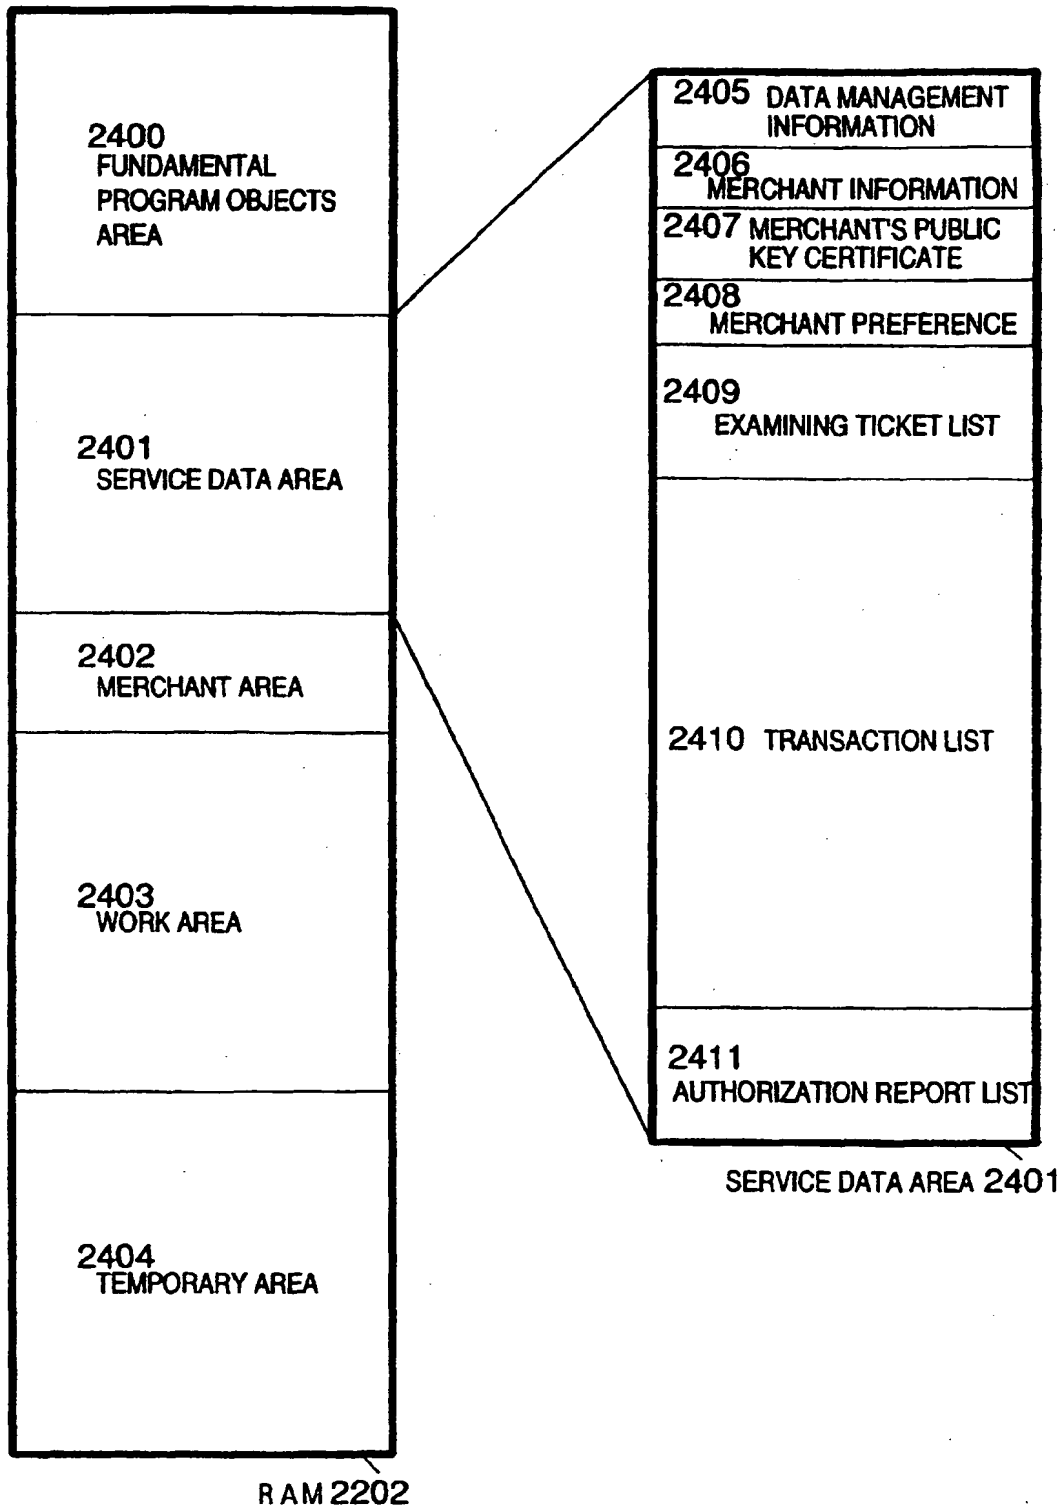 2400
FUNDAMENTAL
PROGRAM OBJECTS
AREA
2401
SERVICE DATA AREA
2402
MERCHANT AREA
2403
WORK AREA
2404
TEMPORARY AREA
RAM 2202
2405 DATA MANAGEMENT
INFORMATION
2406
MERCHANT INFORMATION
2407 MERCHANT'S PUBLIC
KEY CERTIFICATE
2408
MERCHANT PREFERENCE
2409
EXAMINING TICKET LIST
2410 TRANSACTION LIST
2411
AUTHORIZATION REPORT LIST
SERVICE DATA AREA 2401